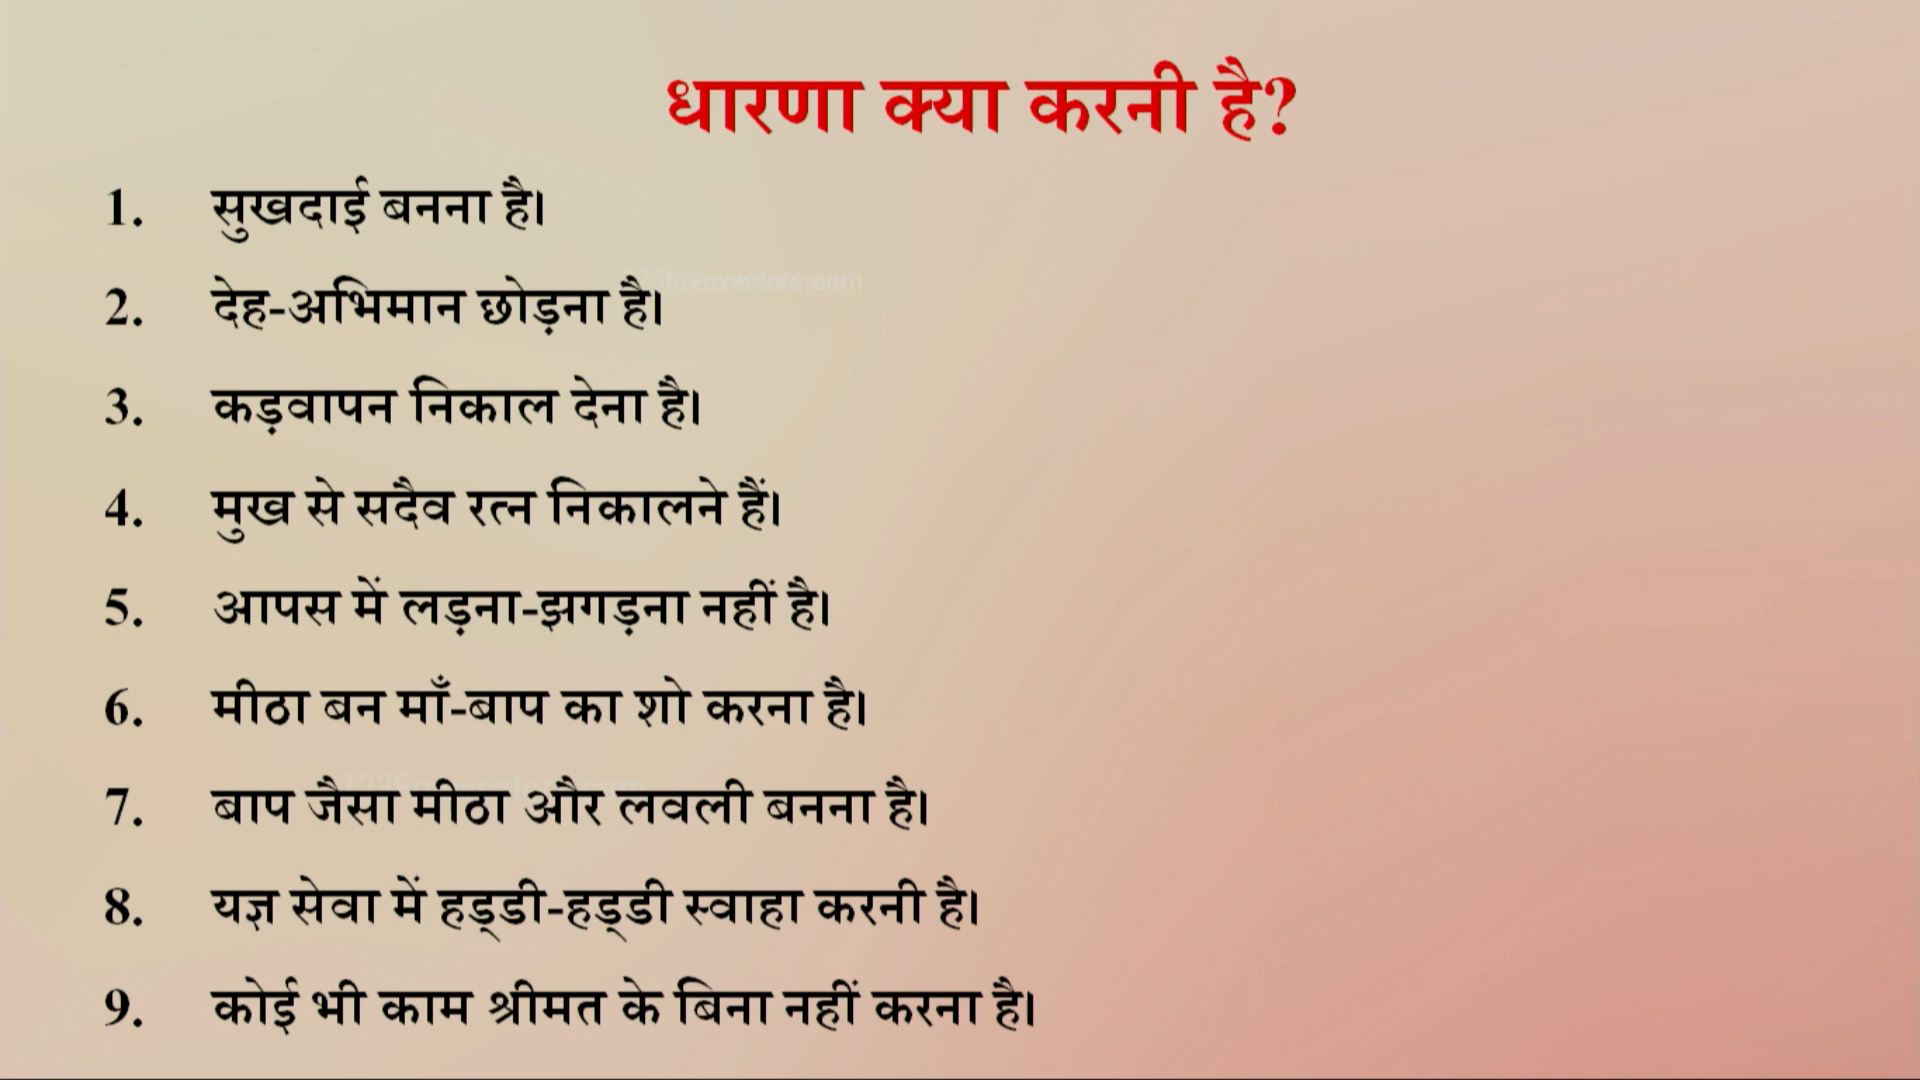 धारणा क्या करनी है?
1. सुखदाई बनना है।
2. देह-अभिमान छोड़ना है।
3. कड़वापन निकाल देना है।
4. मुख से सदैव रत्न निकालने हैं।
5. आपस में लड़ना-झगड़ना नहीं है।
6. मीठा बन माँ-बाप का शो करना है।
7. बाप जैसा मीठा और लवली बनना है।
8. यज्ञ सेवा में हड्डी-हड्डी स्वाहा करनी है।
9. कोई भी काम श्रीमत के बिना नहीं करना है।